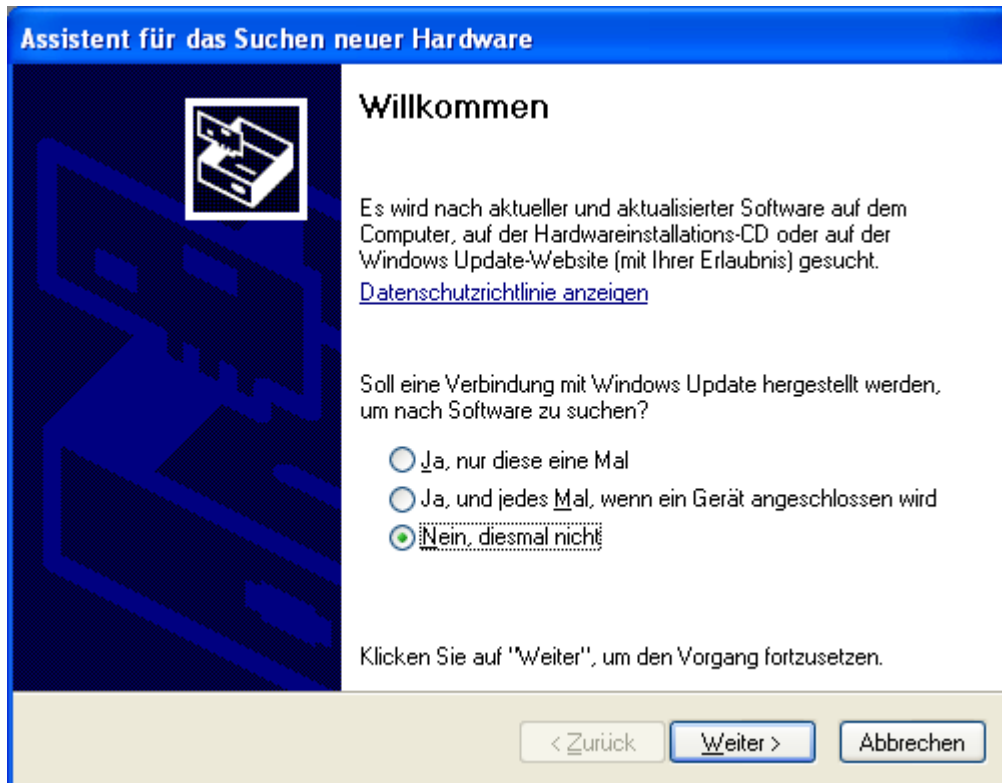 Assistent für das Suchen neuer Hardware
Willkommen
Es wird nach aktueller und aktualisierter Software auf dem
Computer, auf der Hardwareinstallations-CD oder auf der
Windows Update-Website (mit Ihrer Erlaubnis) gesucht.
Datenschutzrichtlinie anzeigen
Soll eine Verbindung mit Windows Update hergestellt werden,
um nach Software zu suchen?
Ja, nur diese eine Mal
Ja, und jedes Mal, wenn ein Gerät angeschlossen wird
Nein, diesmal nicht
Klicken Sie auf "Weiter", um den Vorgang fortzusetzen.
< Zurück Weiter > Abbrechen